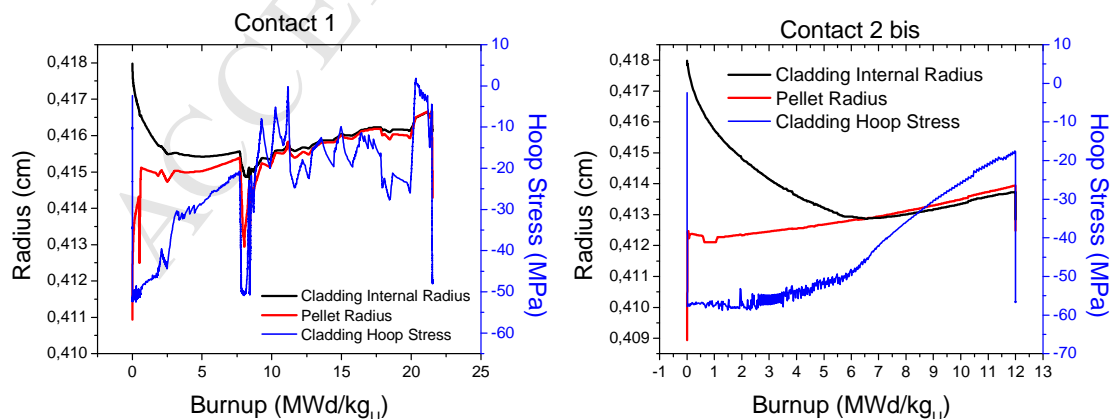 Contact 1
0,418
0,417
0,416
0,415
0,414
0,413
0,412
0,411
0,410
Radius (cm)
10
0
-10
-20
-30
-40
-50
-60
Hoop Stress (MPa)
Cladding Internal Radius
Pellet Radius
Cladding Hoop Stress
0 5 10 15 20 25
Burnup (MWd/kgU)
Contact 2 bis
0,418
0,416
0,415
0,414
0,413
0,412
0,410
0,409
Radius (cm)
Cladding Internal Radius
Pellet Radius
Cladding Hoop Stress
10
0
-10
-20
-30
-40
-50
-60
-70
Hoop Stress (MPa)
-1 0 1 2 3 4 5 6 7 8 9 10 11 12 13
Burnup (MWd/kgU)
ACCE